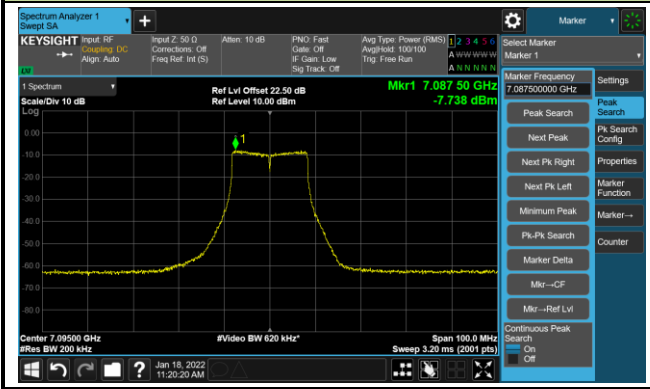 Spectrum Analyzer 1
Swept SA
Marker
KEYSIGHT
Input: RF
Coupling: DC
Align: Auto
Input Z: 50 Ω
Corrections: Off
Freq Ref: Int (S)
Atten: 10 dB
PNO: Fast
Gate: Off
IF Gain: Low
Sig Track: Off
Avg Type: Power (RMS)
Avg|Hold: 100/100
Trig: Free Run
1 2 3 4 5 6
A W W W W W
A N N N N N
LXI
Select Marker
Marker 1
1 Spectrum
Scale/Div 10 dB
Log
Ref Lvl Offset 22.50 dB
Ref Level 10.00 dBm
Mkr1 7.087 50 GHz
-7.738 dBm
0.00
-10.0
-20.0
-30.0
-40.0
-50.0
-60.0
-70.0
-80.0
1
Center 7.09500 GHz
#Res BW 200 kHz
#Video BW 620 kHz*
Span 100.0 MHz
Sweep 3.20 ms (2001 pts)
Marker Frequency
7.087500000 GHz
Peak Search
Next Peak
Next Pk Right
Next Pk Left
Minimum Peak
Pk-Pk Search
Marker Delta
Mkr→CF
Mkr→Ref Lvl
Continuous Peak
Search
On
Off
Settings
Peak
Search
Pk Search
Config
Properties
Marker
Function
Marker→
Counter
Jan 18, 2022
11:20:20 AM